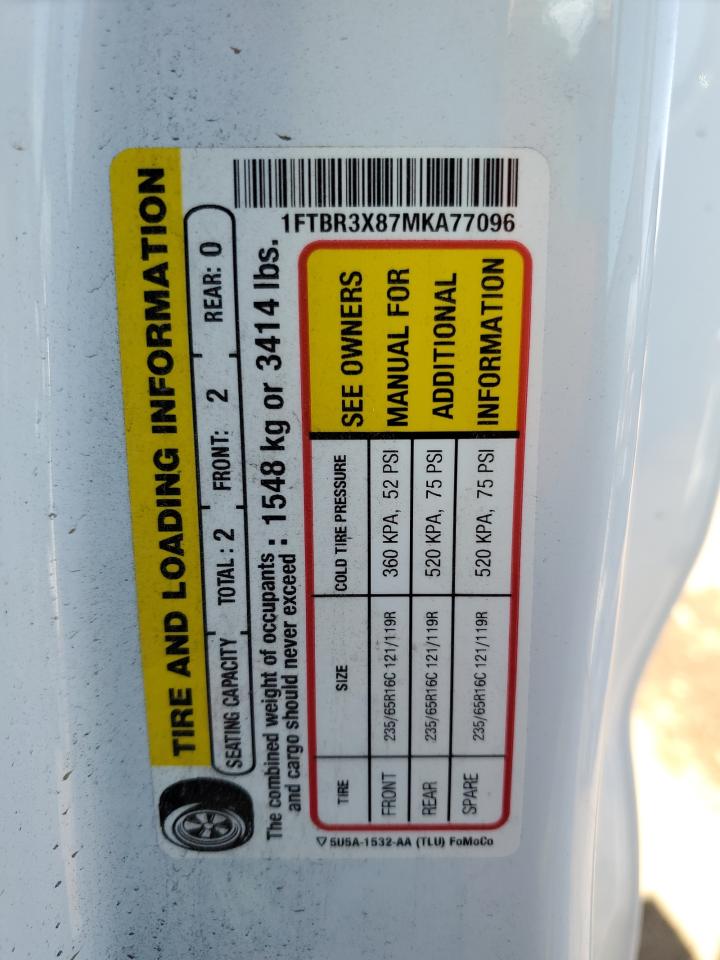 TIRE AND LOADING INFORMATION
SEATING CAPACITY TOTAL : 2 FRONT: 2 REAR: 0
The combined weight of occupants and cargo should never exceed : 1548 kg or 3414 lbs.
1FTBR3X87MKA77096
TIRE SIZE COLD TIRE PRESSURE
FRONT 235/65R16C 121/119R 360 KPA, 52 PSI
REAR 235/65R16C 121/119R 520 KPA, 75 PSI
SPARE 235/65R16C 121/119R 520 KPA, 75 PSI
SEE OWNERS
MANUAL FOR
ADDITIONAL
INFORMATION
5U5A-1532-AA (TLU) FoMoCo